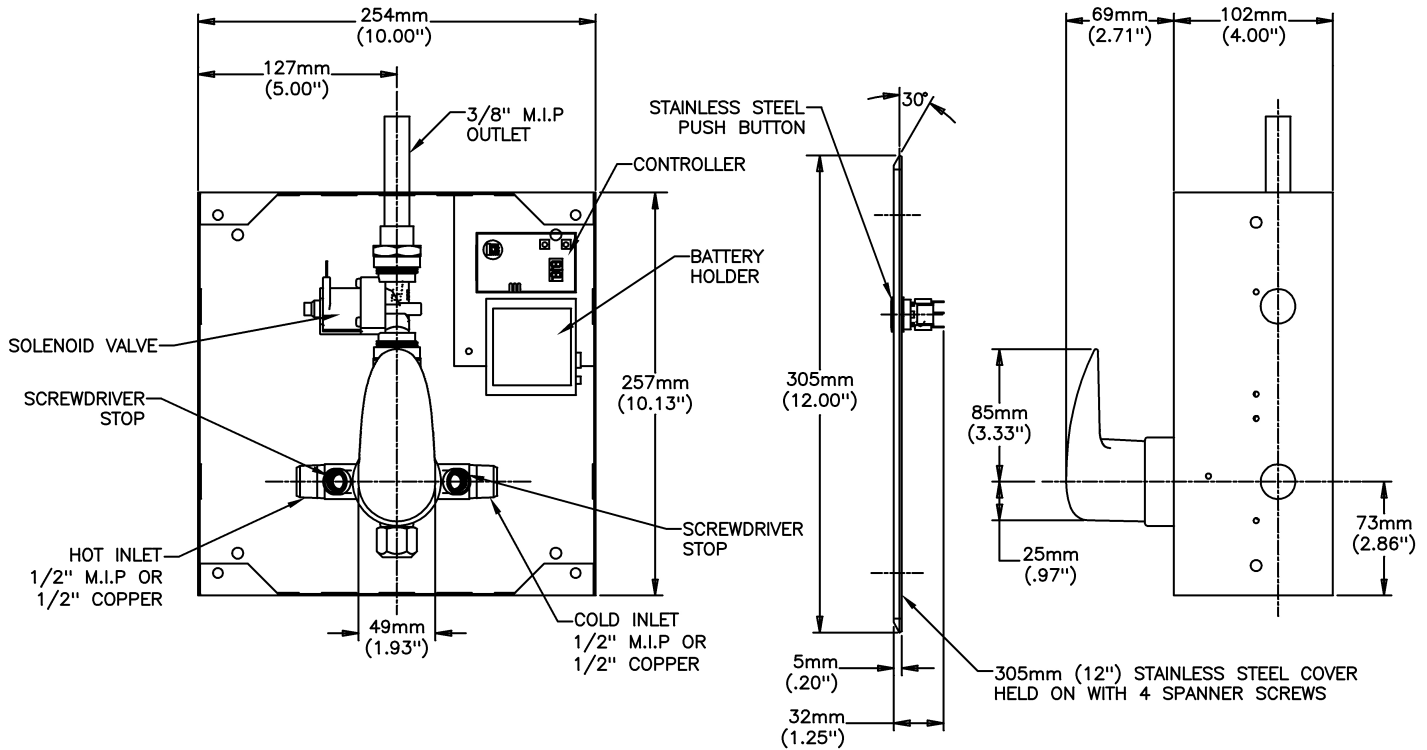 254mm
(10.00")
127mm
(5.00")
3/8" M.I.P
OUTLET
CONTROLLER
BATTERY
HOLDER
SOLENOID VALVE
SCREWDRIVER
STOP
257mm
(10.13")
HOT INLET
1/2" M.I.P OR
1/2" COPPER
49mm
(1.93")
COLD INLET
1/2" M.I.P OR
1/2" COPPER
SCREWDRIVER
STOP
STAINLESS STEEL
PUSH BUTTON
30°
305mm
(12.00")
5mm
(.20")
32mm
(1.25")
305mm (12") STAINLESS STEEL COVER
HELD ON WITH 4 SPANNER SCREWS
69mm
(2.71")
102mm
(4.00")
85mm
(3.33")
25mm
(.97")
73mm
(2.86")